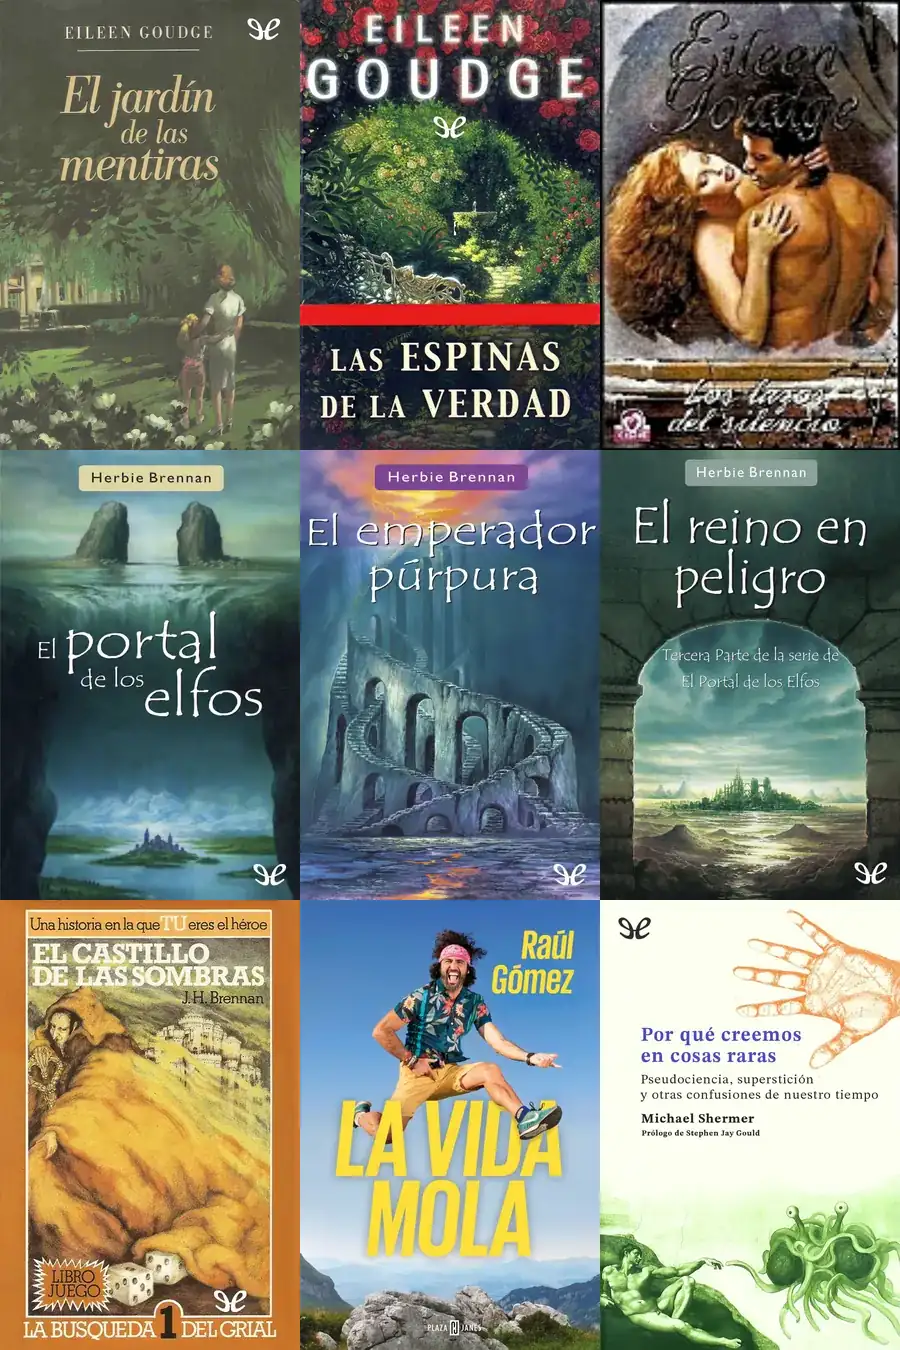 EILEEN GOUDGE
El jardín
de las
mentiras
EILEEN
GOUDGE
LAS ESPINAS
DE LA VERDAD
Eileen
Goudge
Los lazos
del silencio
Herbie Brennan
El portal
de los
elfos
Herbie Brennan
El emperador
púrpura
Herbie Brennan
El reino en
peligro
Tercera Parte de la serie de
El Portal de los Elfos
Una historia en la que TU eres el héroe
EL CASTILLO
DE LAS SOMBRAS
J.H. Brennan
LIBRO
JUEGO
LA BUSQUEDA 1 DEL GRIAL
Raúl
Gómez
LA VIDA
MOLA
PLAZA JANÉS
Por qué creemos
en cosas raras
Pseudociencia, superstición
y otras confusiones de nuestro tiempo
Michael Shermer
Prólogo de Stephen Jay Gould